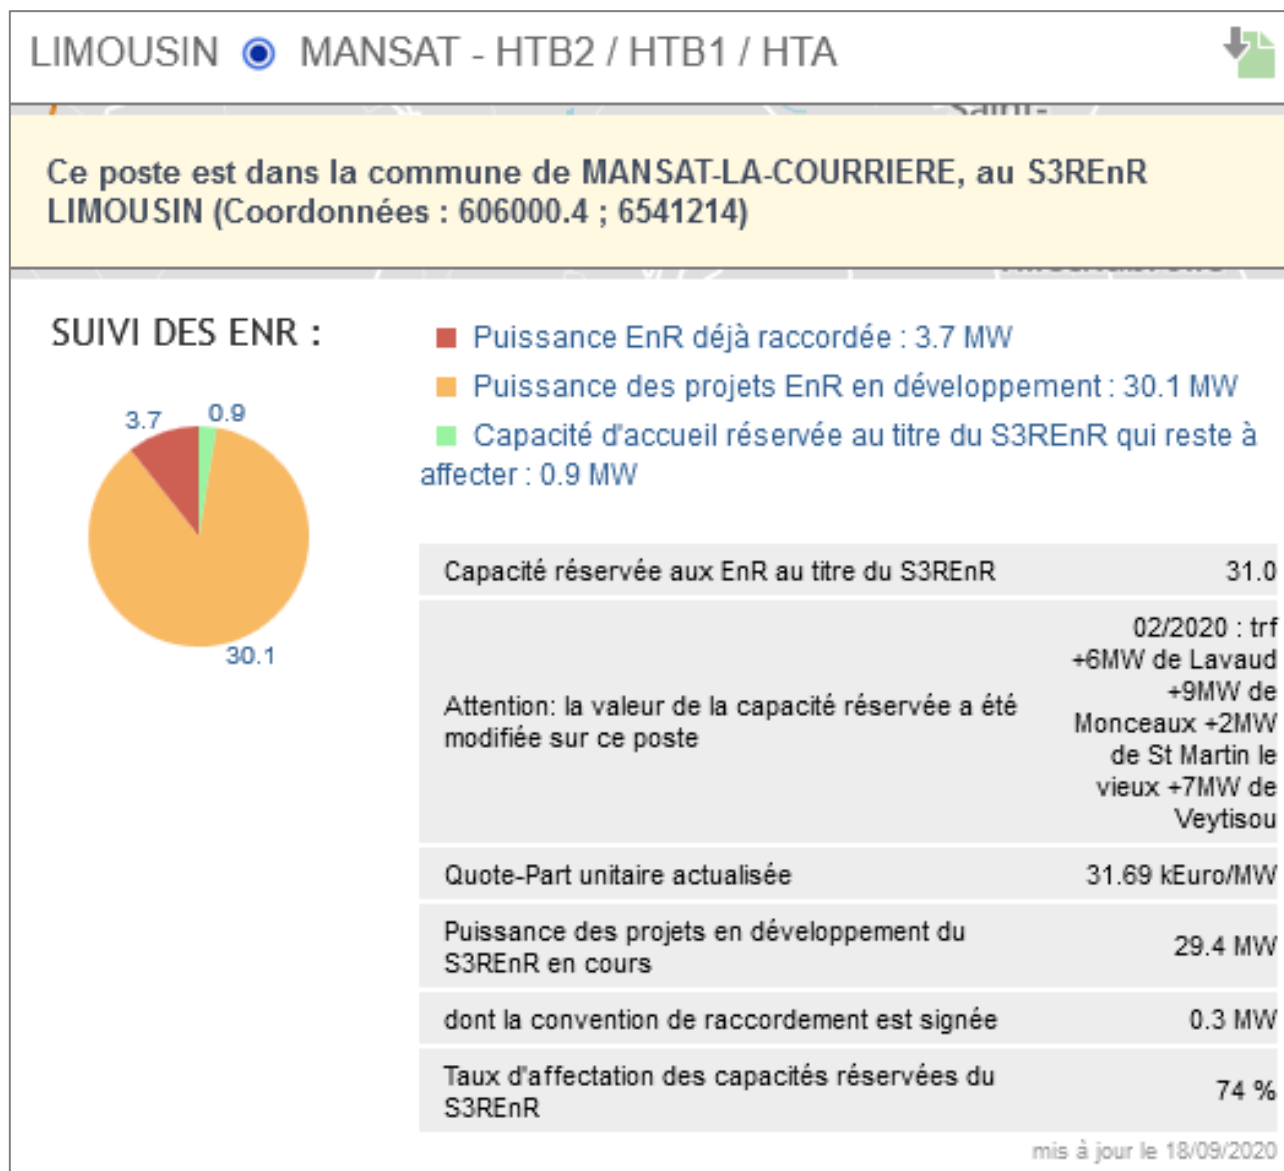 LIMOUSIN MANSAT - HTB2 / HTB1 / HTA
Saint-
Ce poste est dans la commune de MANSAT-LA-COURRIERE, au S3REnR
LIMOUSIN (Coordonnées : 606000.4 ; 6541214)
SUIVI DES ENR :
3.7
0.9
30.1
Puissance EnR déjà raccordée : 3.7 MW
Puissance des projets EnR en développement : 30.1 MW
Capacité d'accueil réservée au titre du S3REnR qui reste à
affecter : 0.9 MW
Capacité réservée aux EnR au titre du S3REnR 31.0
Attention: la valeur de la capacité réservée a été
modifiée sur ce poste
02/2020 : trf
+6MW de Lavaud
+9MW de
Monceaux +2MW
de St Martin le
vieux +7MW de
Veytisou
Quote-Part unitaire actualisée 31.69 kEuro/MW
Puissance des projets en développement du
S3REnR en cours
29.4 MW
dont la convention de raccordement est signée 0.3 MW
Taux d'affectation des capacités réservées du
S3REnR
74 %
mis à jour le 18/09/2020